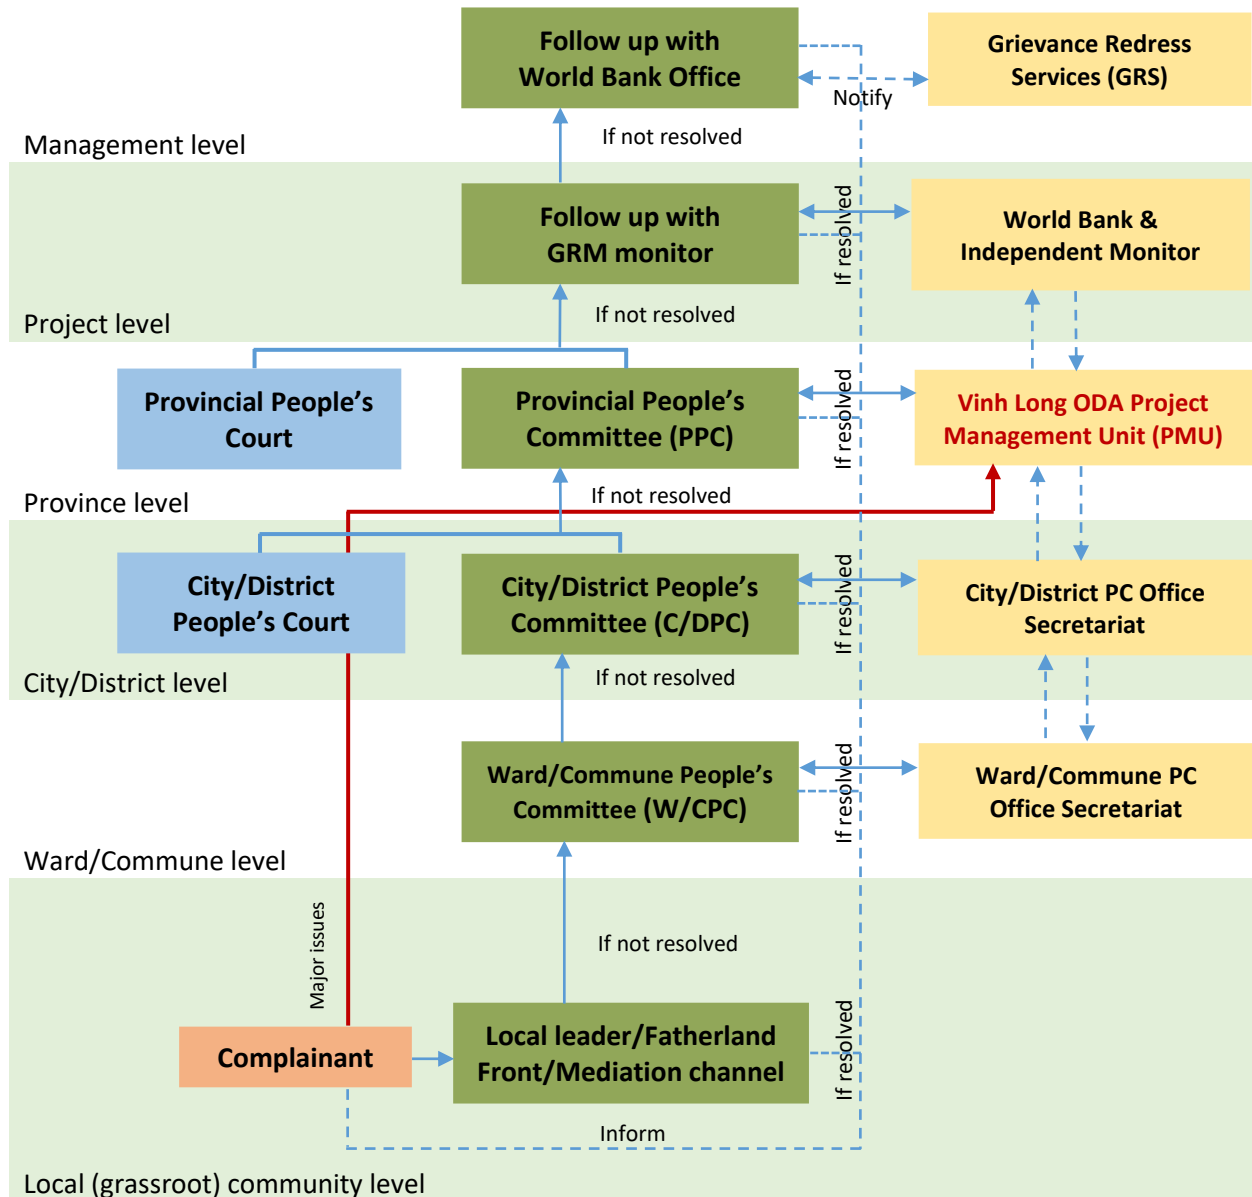 Follow up with
World Bank Office
Grievance Redress
Services (GRS)
Notify
If not resolved
Management level
Follow up with
GRM monitor
If resolved
World Bank &
Independent Monitor
If not resolved
Project level
Provincial People’s
Court
Provincial People’s
Committee (PPC)
If resolved
Vinh Long ODA Project
Management Unit (PMU)
If not resolved
Province level
City/District
People’s Court
City/District People’s
Committee (C/DPC)
If resolved
City/District PC Office
Secretariat
If not resolved
City/District level
Ward/Commune People’s
Committee (W/CPC)
If resolved
Ward/Commune PC
Office Secretariat
Ward/Commune level
Major issues
If not resolved
Complainant
Local leader/Fatherland
Front/Mediation channel
If resolved
Inform
Local (grassroot) community level